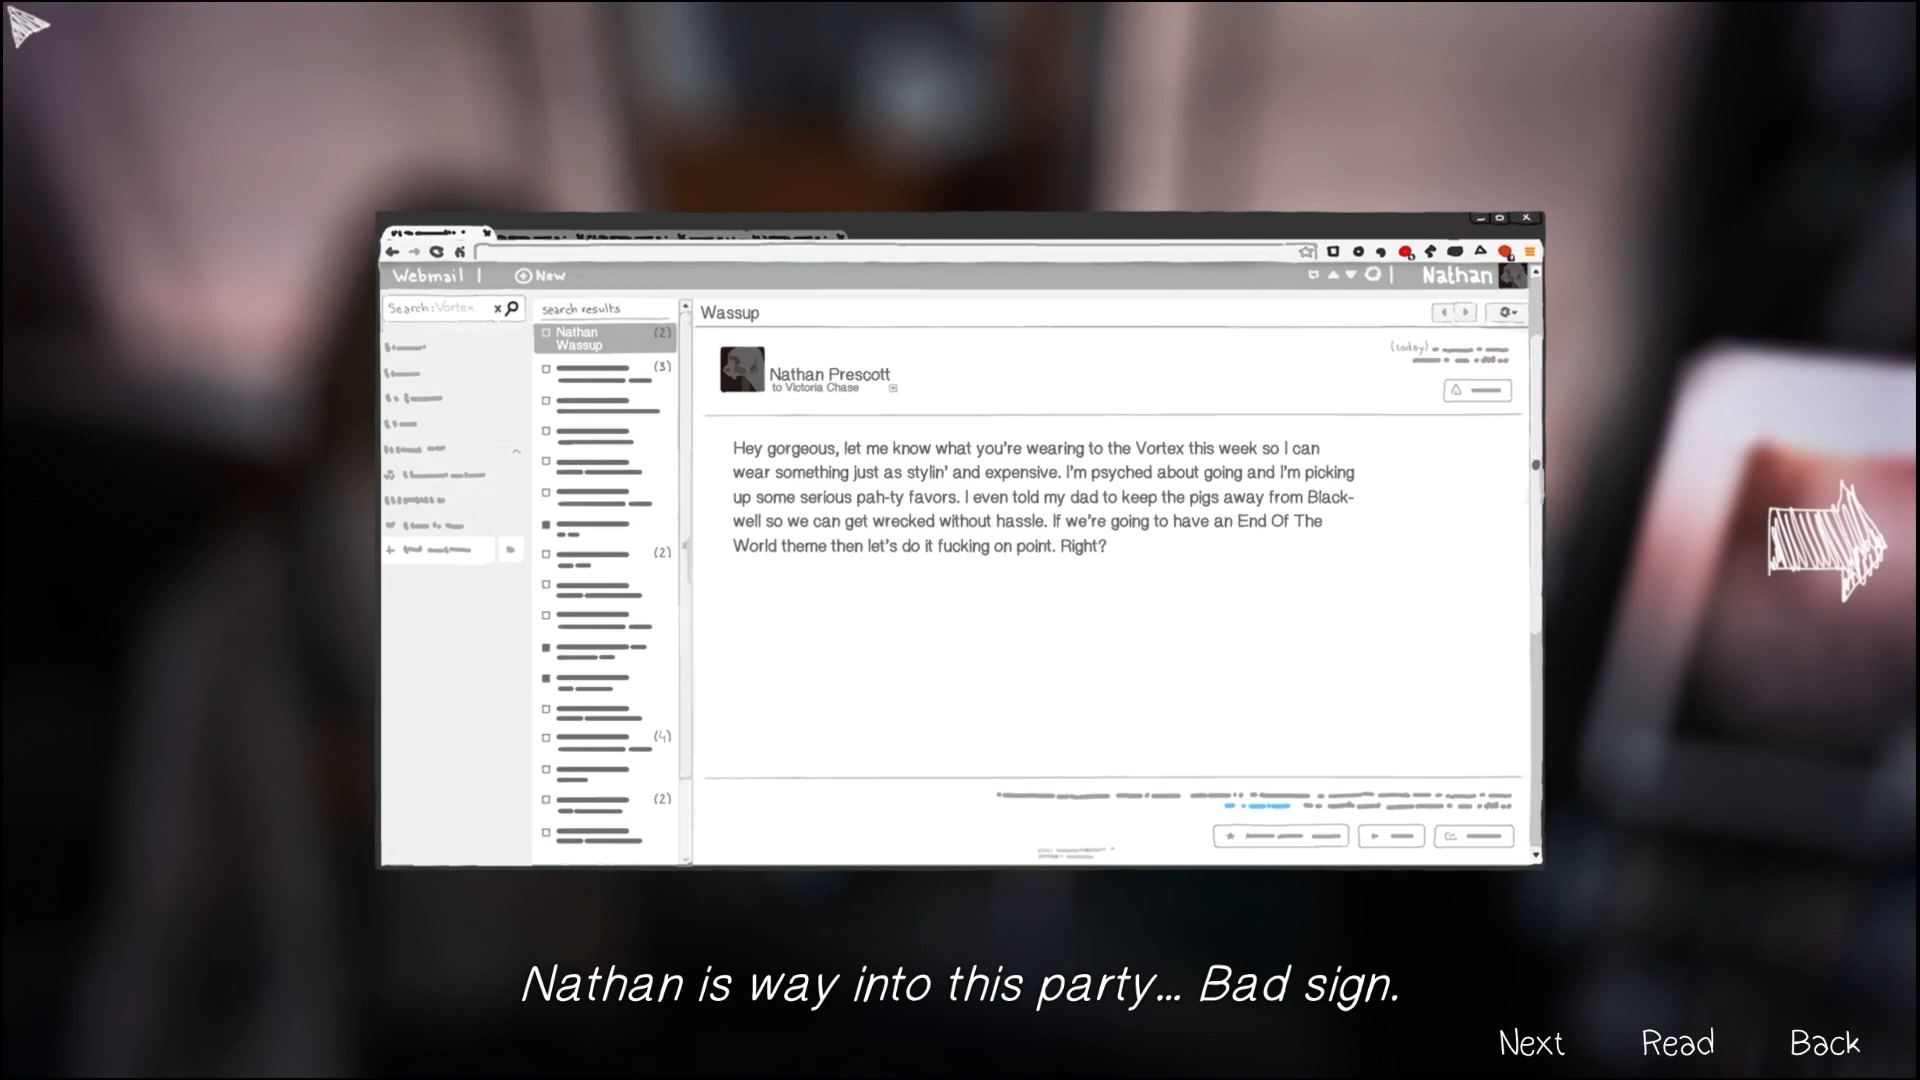 Webmail |
New
Nathan
Search:Vortex x
search results
Nathan (2)
Wassup
(3)
(2)
(4)
(2)
Wassup
(today)
Nathan Prescott
to Victoria Chase
Hey gorgeous, let me know what you're wearing to the Vortex this week so I can
wear something just as stylin' and expensive. I'm psyched about going and I'm picking
up some serious pah-ty favors. I even told my dad to keep the pigs away from Black-
well so we can get wrecked without hassle. If we're going to have an End Of The
World theme then let's do it fucking on point. Right?
Nathan is way into this party... Bad sign.
Next Read Back